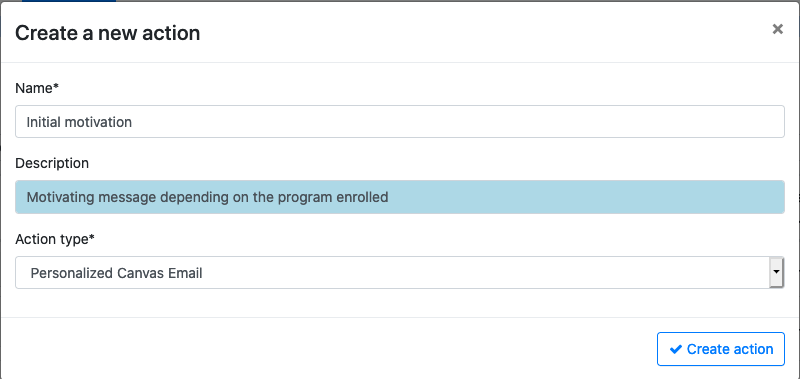 Create a new action
×
Name*
Initial motivation
Description
Motivating message depending on the program enrolled
Action type*
Personalized Canvas Email
Create action